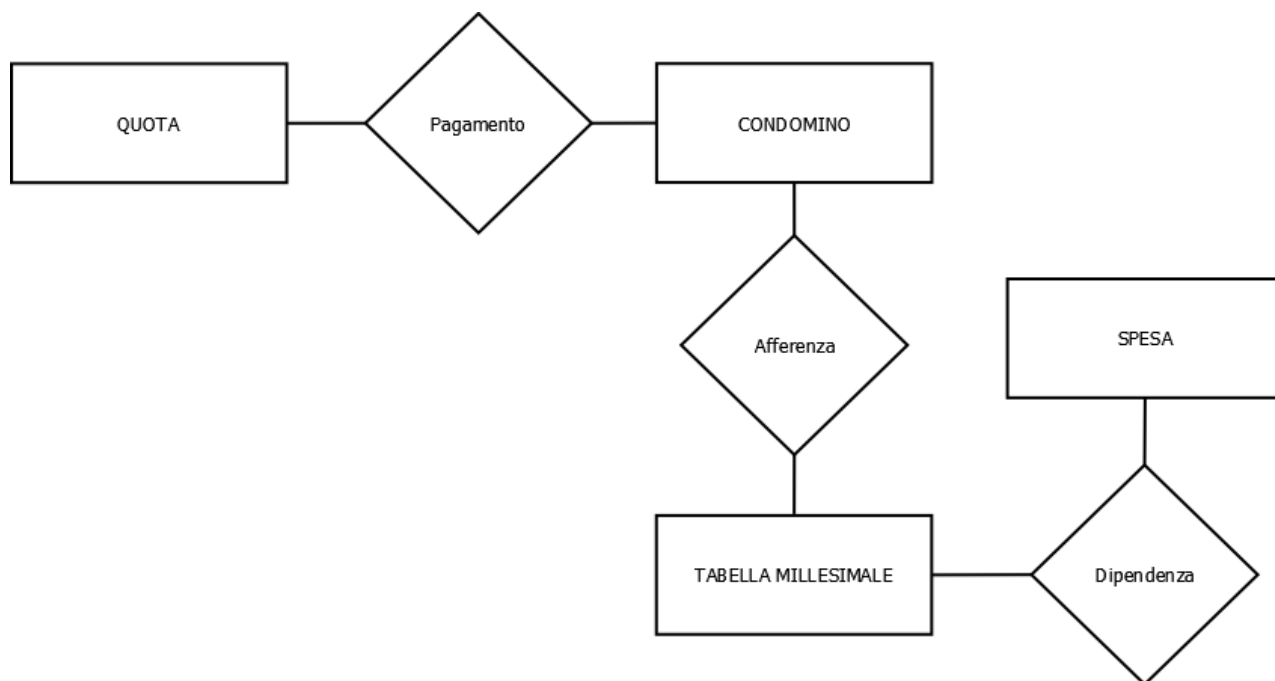 QUOTA
Pagamento
CONDOMINO
Afferenza
SPESA
TABELLA MILLESIMALE
Dipendenza